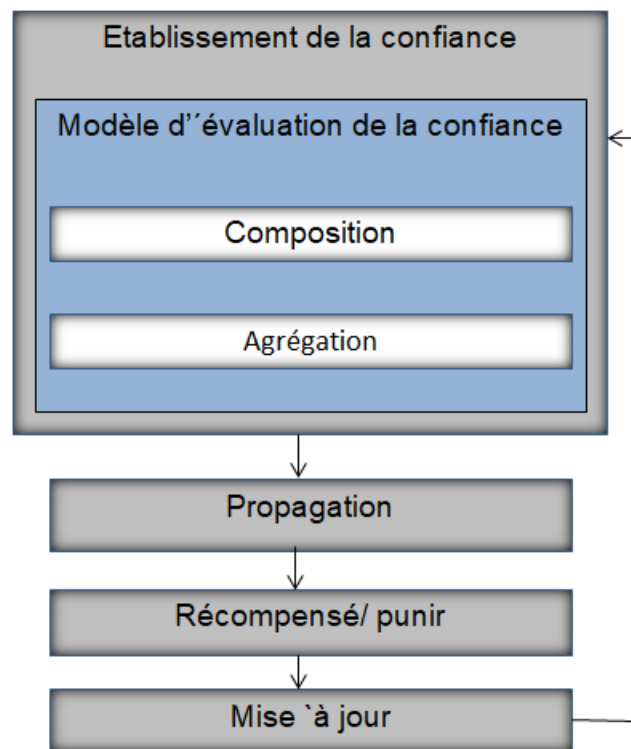 Etablissement de la confiance
Modèle d'´évaluation de la confiance
Composition
Agrégation
Propagation
Récompensé/ punir
Mise `à jour